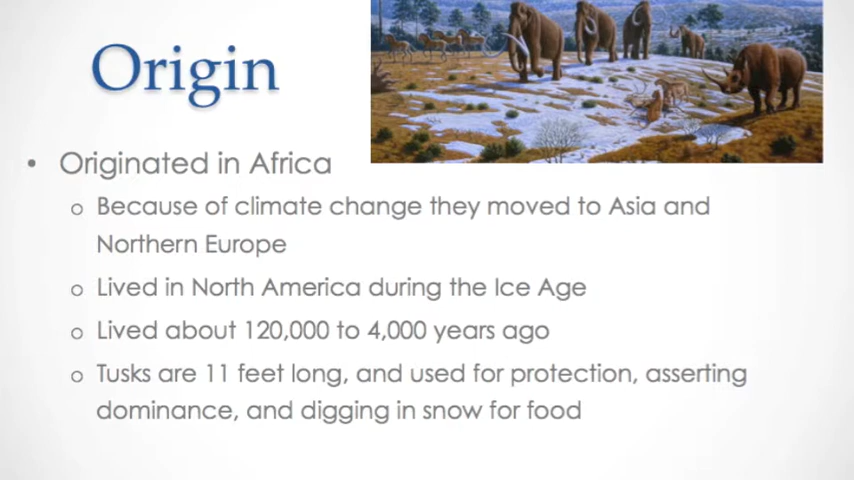 Origin
• Originated in Africa
o Because of climate change they moved to Asia and
Northern Europe
o Lived in North America during the Ice Age
o Lived about 120,000 to 4,000 years ago
o Tusks are 11 feet long, and used for protection, asserting
dominance, and digging in snow for food